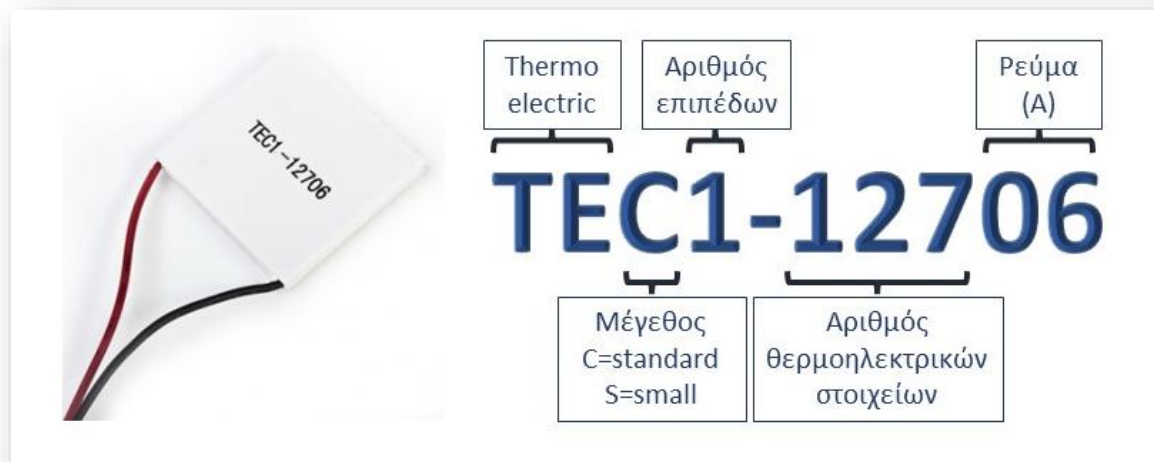 TEC1-12706
Thermo
electric
Αριθμός
επιπέδων
Ρεύμα
(Α)
TEC1-12706
Μέγεθος
C=standard
S=small
Αριθμός
θερμοηλεκτρικών
στοιχείων